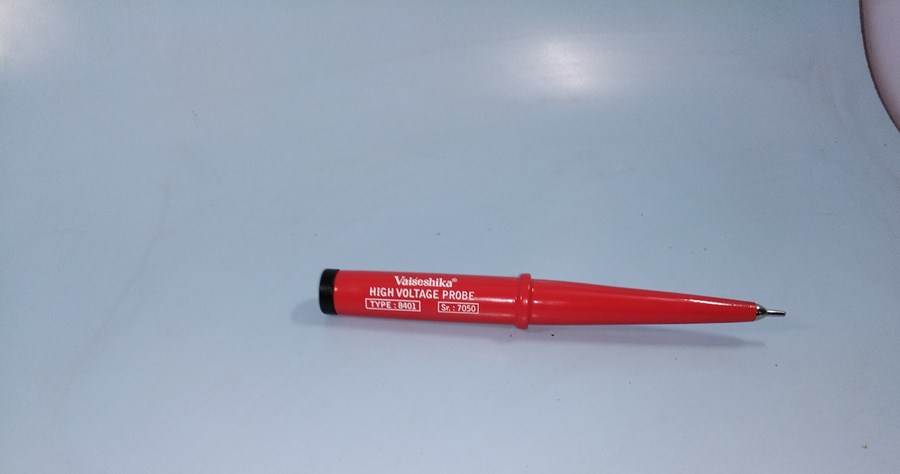 Vaiseshika®
HIGH VOLTAGE PROBE
TYPE : 8401 Sr. : 7050